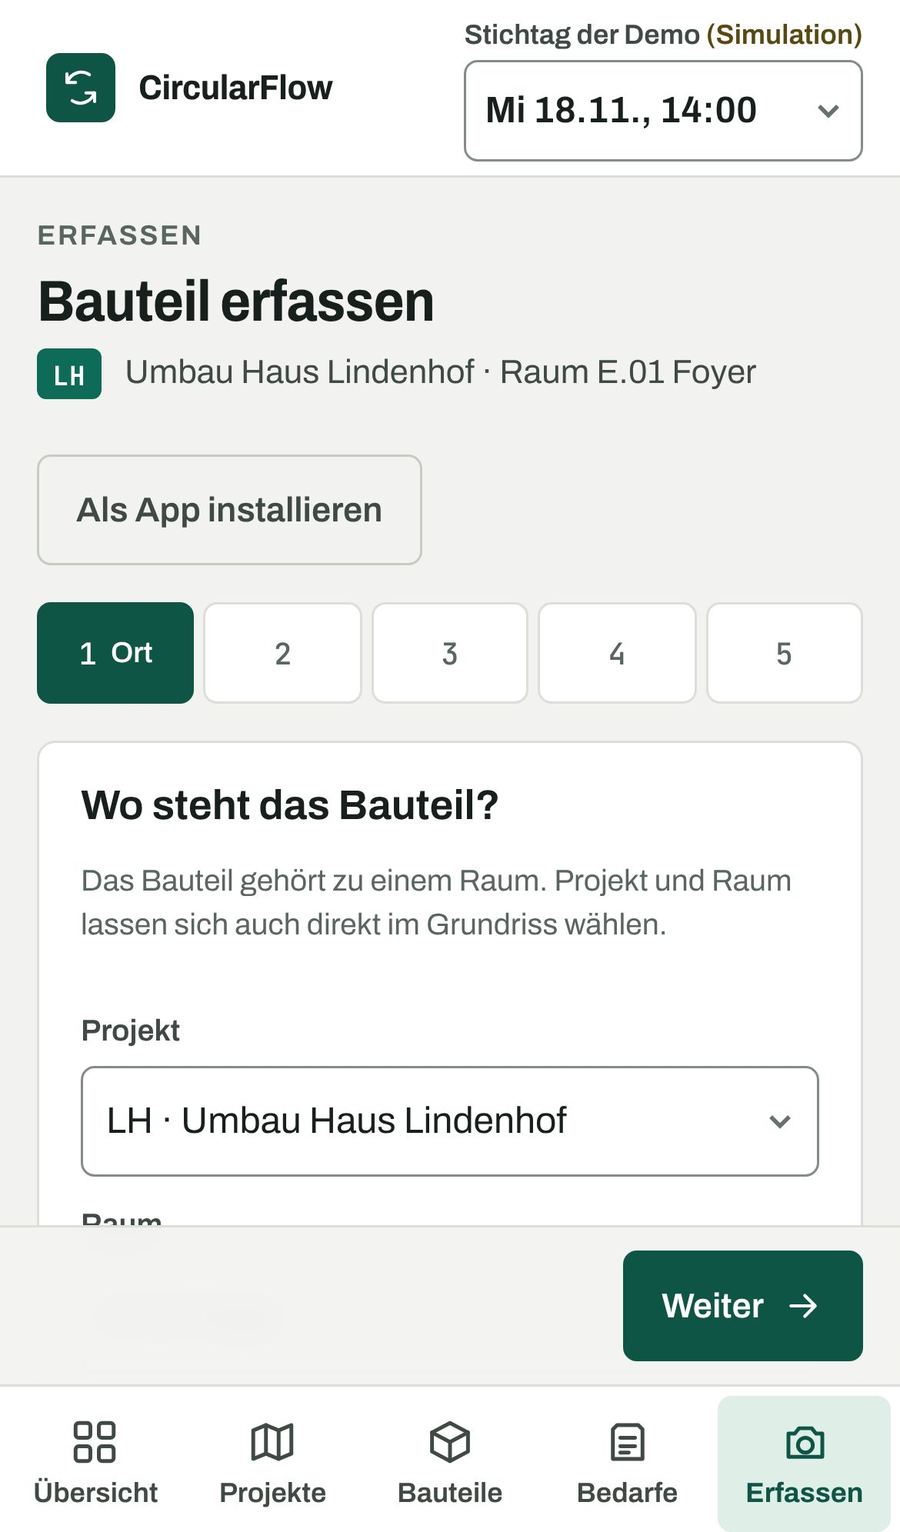 Stichtag der Demo (Simulation)
CircularFlow
Mi 18.11., 14:00
ERFASSEN
Bauteil erfassen
LH Umbau Haus Lindenhof · Raum E.01 Foyer
Als App installieren
1 Ort 2 3 4 5
Wo steht das Bauteil?
Das Bauteil gehört zu einem Raum. Projekt und Raum
lassen sich auch direkt im Grundriss wählen.
Projekt
LH · Umbau Haus Lindenhof
Raum
Weiter →
Übersicht Projekte Bauteile Bedarfe Erfassen